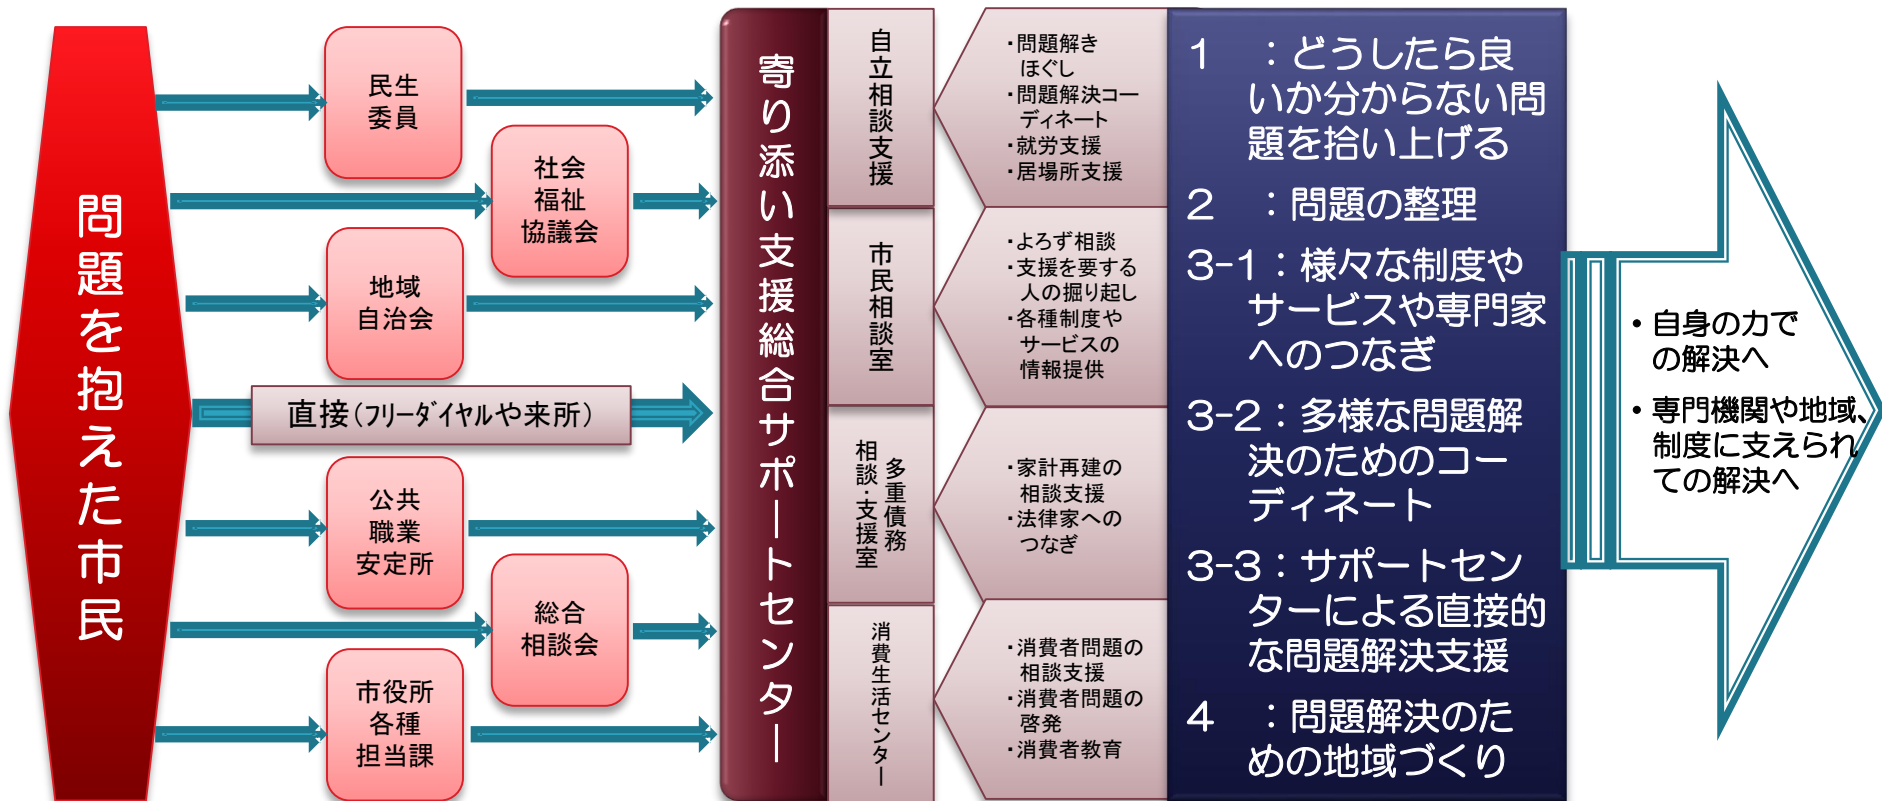 問題を抱えた市民
民生
委員
社会
福祉
協議会
地域
自治会
直接(フリーダイヤルや来所)
公共
職業
安定所
総合
相談会
市役所
各種
担当課
寄り添い支援総合サポートセンター
自立相談支援
・問題解き
ほぐし
・問題解決コー
ディネート
・就労支援
・居場所支援
市民相談室
・よろず相談
・支援を要する
人の掘り起し
・各種制度や
サービスの
情報提供
多重債務
相談・支援室
・家計再建の
相談支援
・法律家への
つなぎ
消費生活センター
・消費者問題の
相談支援
・消費者問題の
啓発
・消費者教育
1 :どうしたら良
いか分からない問
題を拾い上げる
2 :問題の整理
3-1:様々な制度や
サービスや専門家
へのつなぎ
3-2:多様な問題解
決のためのコー
ディネート
3-3:サポートセン
ターによる直接的
な問題解決支援
4 :問題解決のた
めの地域づくり
・自身の力で
の解決へ
・専門機関や地域、
制度に支えられ
ての解決へ